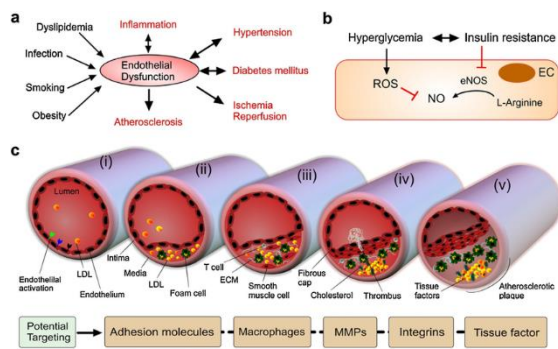 a
Dyslipidemia
Infection
Smoking
Obesity
Inflammation
Endothelial
Dysfunction
Atherosclerosis
Hypertension
Diabetes mellitus
Ischemia
Reperfusion
b
Hyperglycemia
Insulin resistance
ROS
NO
eNOS
EC
L-Arginine
c
(i)
(ii)
(iii)
(iv)
(v)
Lumen
Endothelilal
activation
LDL
Endothelium
Intima
Media
LDL
Foam cell
T cell
ECM
Smooth
muscle cell
Fibrous
cap
Cholesterol
Thrombus
Tissue
factors
Atherosclerotic
plaque
Potential
Targeting
Adhesion molecules
Macrophages
MMPs
Integrins
Tissue factor